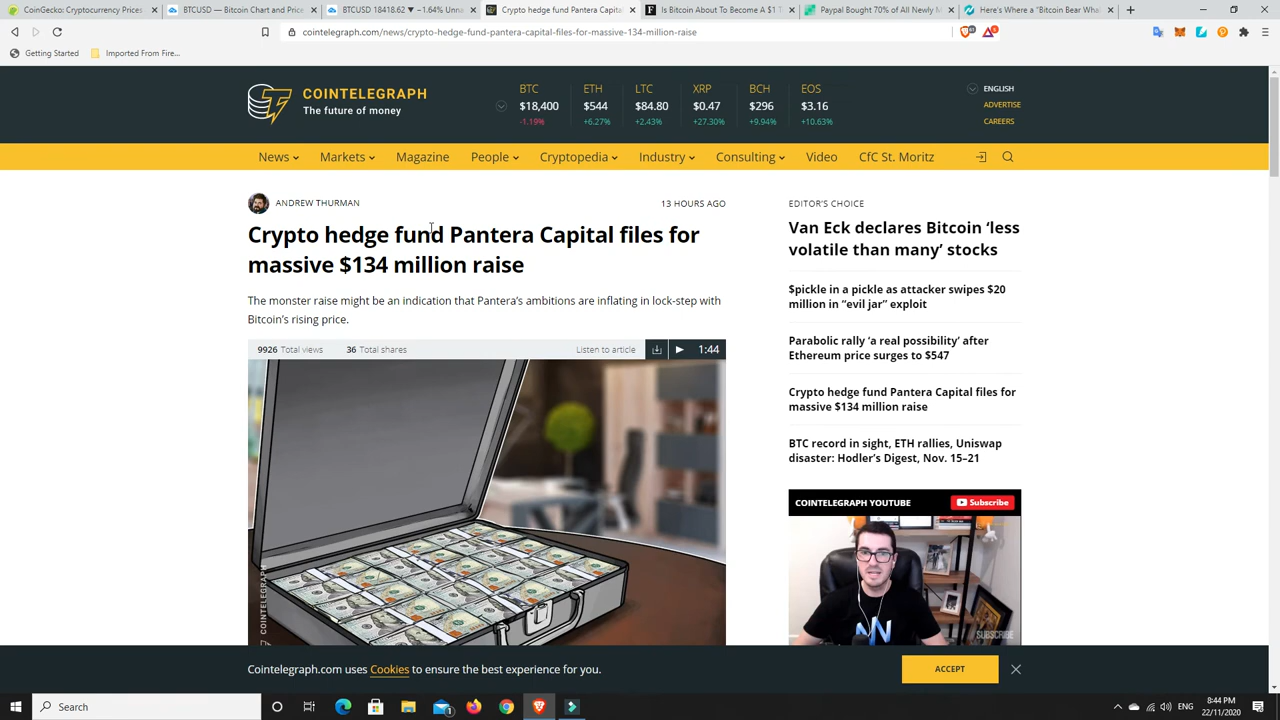 CoinGecko: Cryptocurrency Prices
BTCUSD — Bitcoin Chart and Price
BTCUSD 18418.62 ▼ −1.64% Unna
Crypto hedge fund Pantera Capital
Is Bitcoin About To Become A $1 T
Paypal Bought 70% of All Newly M
Here's Where a "Bitcoin Bear Whal
cointelegraph.com/news/crypto-hedge-fund-pantera-capital-files-for-massive-134-million-raise
Getting Started
Imported From Fire...
COINTELEGRAPH
The future of money
BTC ETH LTC XRP BCH EOS
$18,400 $544 $84.80 $0.47 $296 $3.16
-1.19% +6.27% +2.43% +27.30% +9.94% +10.63%
ENGLISH
ADVERTISE
CAREERS
News Markets Magazine People Cryptopedia Industry Consulting Video CfC St. Moritz
ANDREW THURMAN
13 HOURS AGO
Crypto hedge fund Pantera Capital files for
massive $134 million raise
The monster raise might be an indication that Pantera's ambitions are inflating in lock-step with
Bitcoin's rising price.
9926 Total views
36 Total shares
Listen to article
1:44
COINTELEGRAPH
EDITOR'S CHOICE
Van Eck declares Bitcoin 'less
volatile than many' stocks
$pickle in a pickle as attacker swipes $20
million in "evil jar" exploit
Parabolic rally 'a real possibility' after
Ethereum price surges to $547
Crypto hedge fund Pantera Capital files for
massive $134 million raise
BTC record in sight, ETH rallies, Uniswap
disaster: Hodler's Digest, Nov. 15–21
COINTELEGRAPH YOUTUBE
Subscribe
SUBSCRIBE
Cointelegraph.com uses Cookies to ensure the best experience for you.
ACCEPT
Search
ENG
8:44 PM
22/11/2020